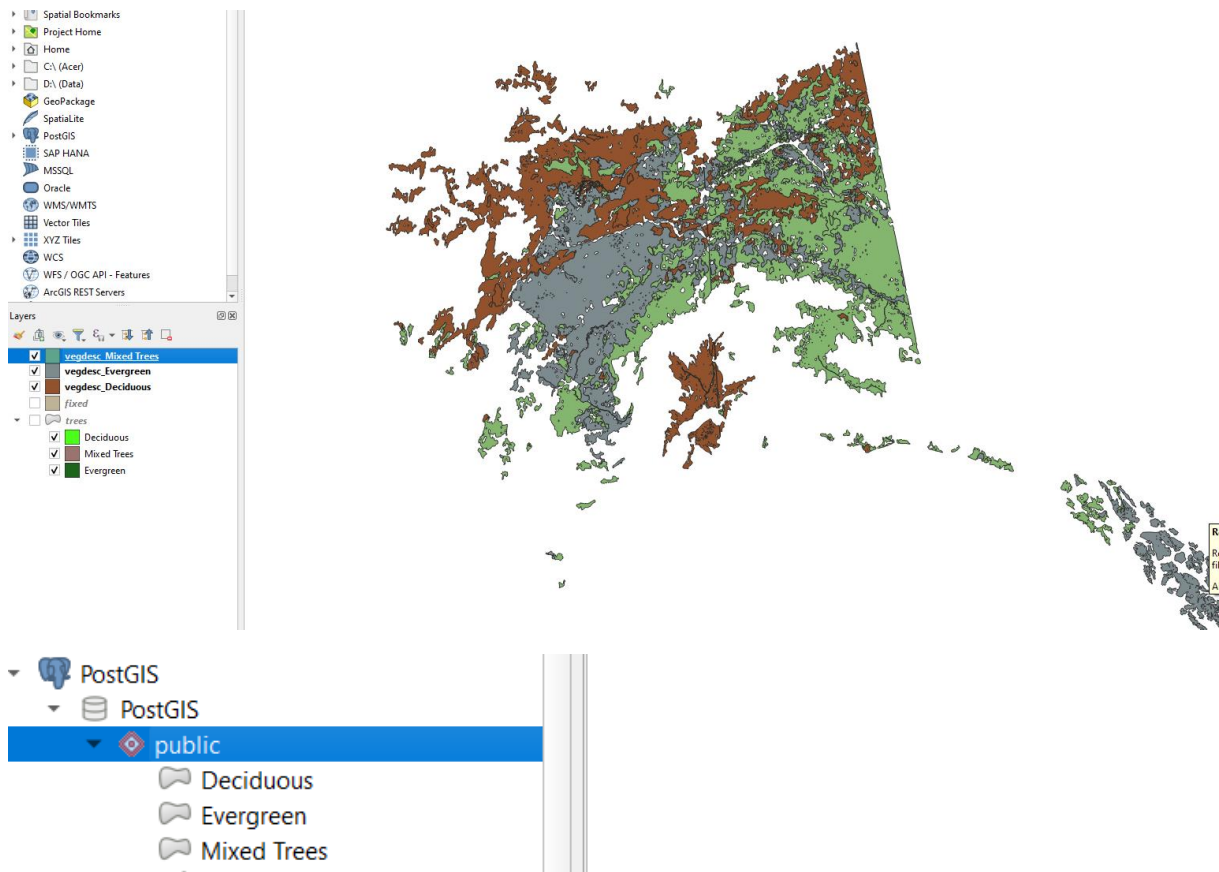 Spatial Bookmarks
Project Home
Home
C:\ (Acer)
D:\ (Data)
GeoPackage
SpatiaLite
PostGIS
SAP HANA
MSSQL
Oracle
WMS/WMTS
Vector Tiles
XYZ Tiles
WCS
WFS / OGC API - Features
ArcGIS REST Servers
Layers
vegdesc_Mixed Trees
vegdesc_Evergreen
vegdesc_Deciduous
fixed
trees
Deciduous
Mixed Trees
Evergreen
PostGIS
PostGIS
public
Deciduous
Evergreen
Mixed Trees